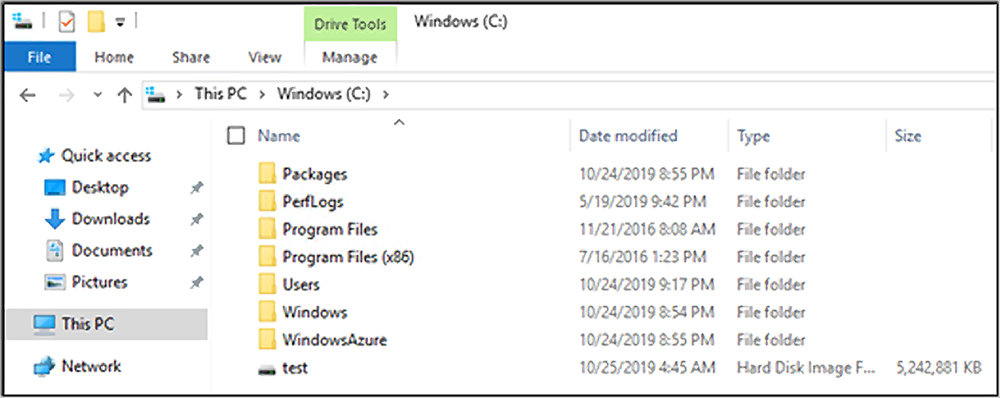 Drive Tools Windows (C:)
File Home Share View Manage
This PC > Windows (C:) >
Name Date modified Type Size
Quick access
Desktop
Downloads
Documents
Pictures
This PC
Network
Packages 10/24/2019 8:55 PM File folder
PerfLogs 5/19/2019 9:42 PM File folder
Program Files 11/21/2016 8:08 AM File folder
Program Files (x86) 7/16/2016 1:23 PM File folder
Users 10/24/2019 9:17 PM File folder
Windows 10/24/2019 8:54 PM File folder
WindowsAzure 10/24/2019 8:55 PM File folder
test 10/25/2019 4:45 AM Hard Disk Image F... 5,242,881 KB